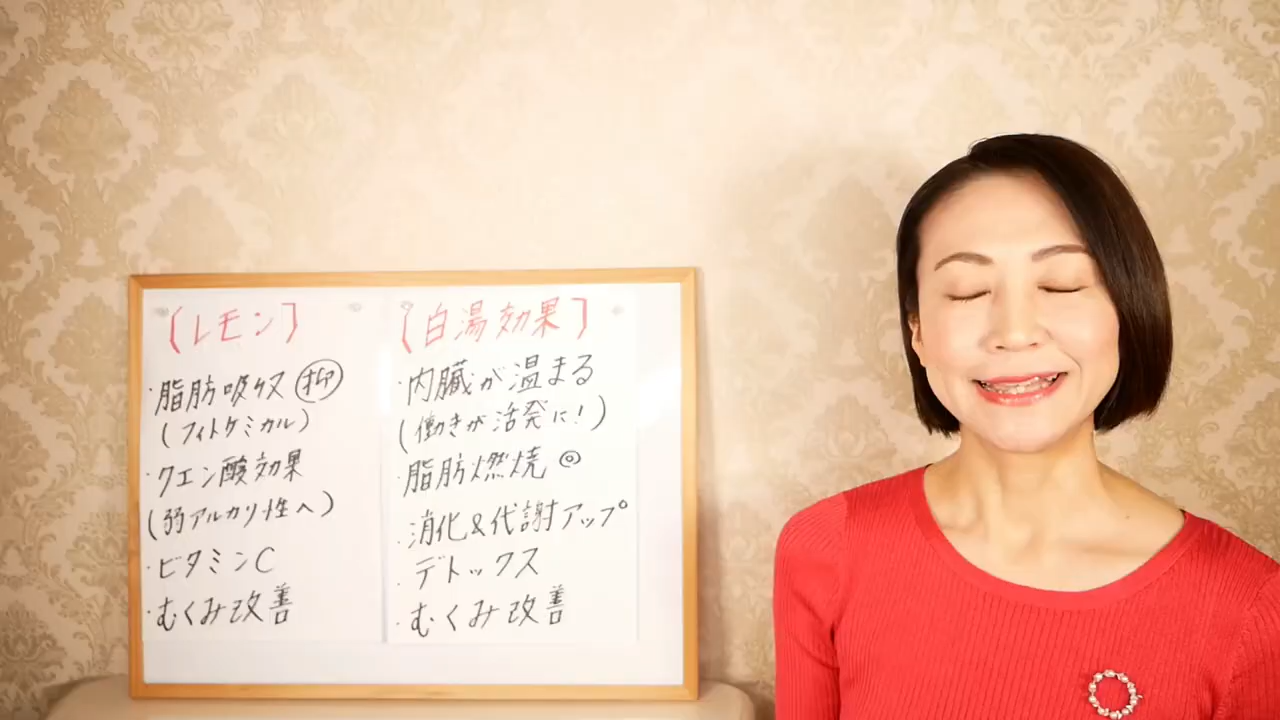 [レモン]
・脂肪吸収 抑
(フィトケミカル)
・クエン酸効果
(弱アルカリ性へ)
・ビタミンC
・むくみ改善
[白湯効果]
・内臓が温まる
(働きが活発に!)
・脂肪燃焼◎
・消化&代謝アップ
・デトックス
・むくみ改善